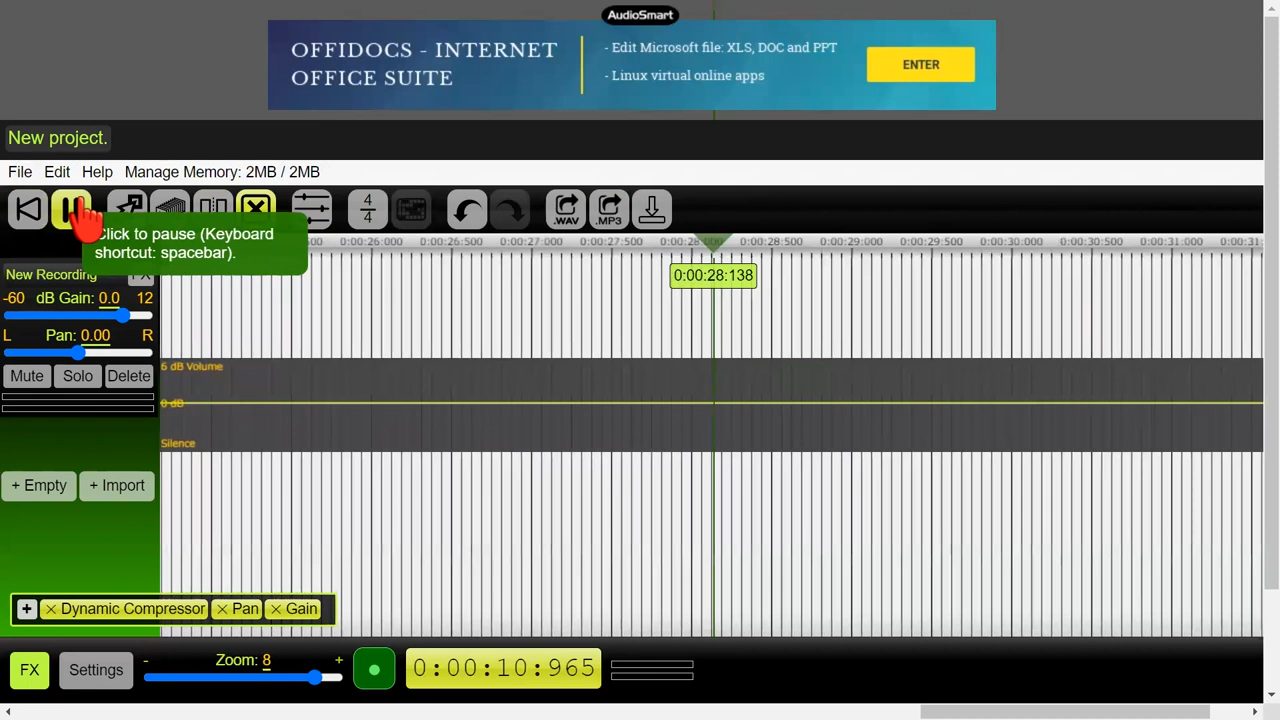 AudioSmart
OFFIDOCS - INTERNET
OFFICE SUITE
- Edit Microsoft file: XLS, DOC and PPT
- Linux virtual online apps
ENTER
New project.
File Edit Help Manage Memory: 2MB / 2MB
4
4
.WAV
.MP3
Click to pause (Keyboard
shortcut: spacebar).
0:00:26:000 0:00:26:500 0:00:27:000 0:00:27:500 0:00:28:000 0:00:28:500 0:00:29:000 0:00:29:500 0:00:30:000 0:00:30:500 0:00:31:000
0:00:28:138
New Recording FX
-60 dB Gain: 0.0 12
L Pan: 0.00 R
Mute Solo Delete
6 dB Volume
0 dB
Silence
+ Empty + Import
+ × Dynamic Compressor × Pan × Gain
FX Settings - Zoom: 8 + 0:00:10:965